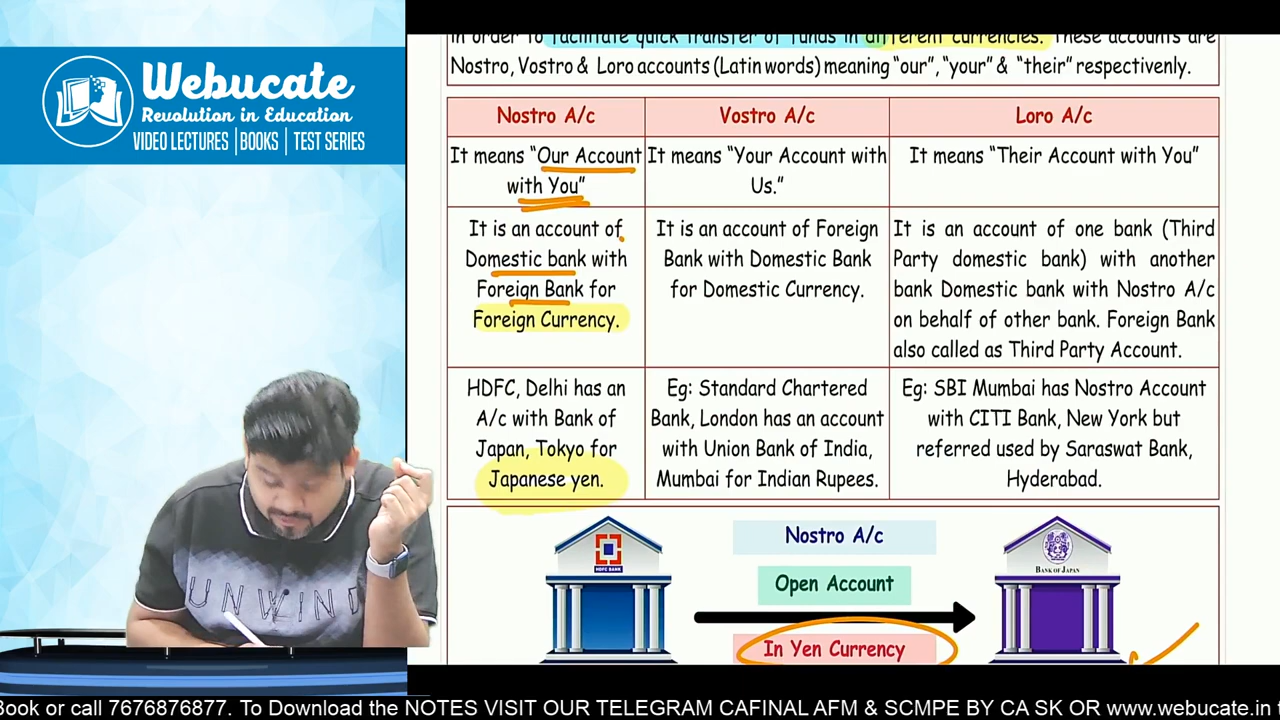 Webucate
Revolution in Education
VIDEO LECTURES | BOOKS | TEST SERIES
in order to facilitate quick transfer of funds in different currencies. These accounts are
Nostro, Vostro & Loro accounts (Latin words) meaning “our”, “your” & “their” respectivenly.
Nostro A/c
Vostro A/c
Loro A/c
It means “Our Account
with You”
It means “Your Account with
Us.”
It means “Their Account with You”
It is an account of
Domestic bank with
Foreign Bank for
Foreign Currency.
It is an account of Foreign
Bank with Domestic Bank
for Domestic Currency.
It is an account of one bank (Third
Party domestic bank) with another
bank Domestic bank with Nostro A/c
on behalf of other bank. Foreign Bank
also called as Third Party Account.
HDFC, Delhi has an
A/c with Bank of
Japan, Tokyo for
Japanese yen.
Eg: Standard Chartered
Bank, London has an account
with Union Bank of India,
Mumbai for Indian Rupees.
Eg: SBI Mumbai has Nostro Account
with CITI Bank, New York but
referred used by Saraswat Bank,
Hyderabad.
HDFC BANK
Nostro A/c
Open Account
In Yen Currency
BANK OF JAPAN
UNWIND
Book or call 7676876877. To Download the NOTES VISIT OUR TELEGRAM CAFINAL AFM & SCMPE BY CA SK OR www.webucate.in